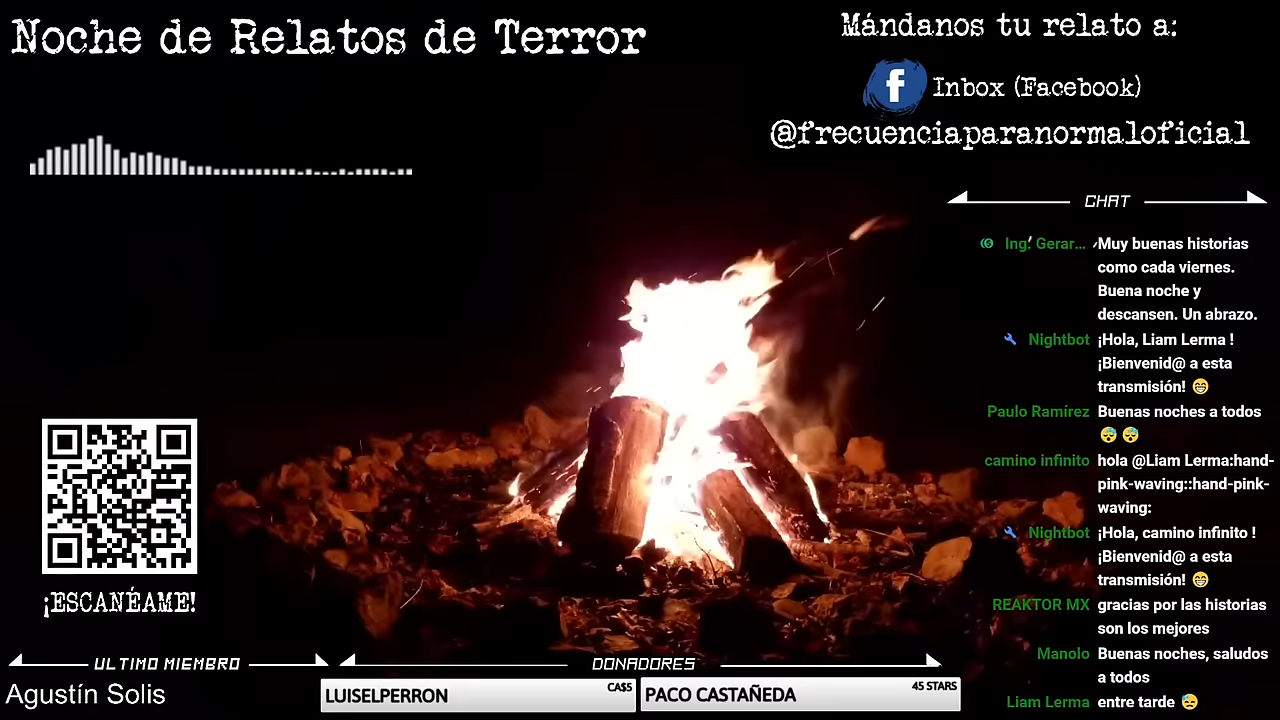 Noche de Relatos de Terror
Mándanos tu relato a:
Inbox (Facebook)
@frecuenciaparanormaloficial
CHAT
Ing. Gerar... Muy buenas historias
como cada viernes.
Buena noche y
descansen. Un abrazo.
Nightbot ¡Hola, Liam Lerma !
¡Bienvenid@ a esta
transmisión! 😁
Paulo Ramírez Buenas noches a todos
😴 😴
camino infinito hola @Liam Lerma:hand-
pink-waving::hand-pink-
waving:
Nightbot ¡Hola, camino infinito !
¡Bienvenid@ a esta
transmisión! 😁
REAKTOR MX gracias por las historias
son los mejores
Manolo Buenas noches, saludos
a todos
Liam Lerma entre tarde 😓
¡ESCANÉAME!
ULTIMO MIEMBRO
Agustín Solis
DONADORES
LUISELPERRON CA$5
PACO CASTAÑEDA 45 STARS